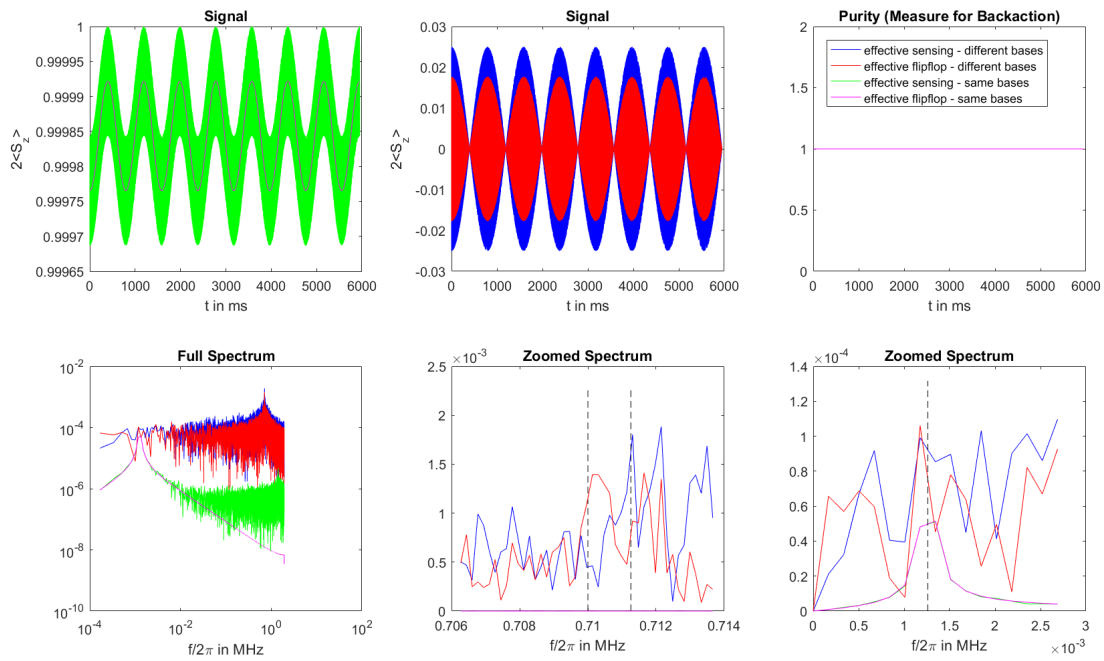 Signal
1
0.99995
0.9999
0.99985
0.9998
0.99975
0.9997
0.99965
2<S_z>
0 1000 2000 3000 4000 5000 6000
t in ms
Signal
0.03
0.02
0.01
0
-0.01
-0.02
-0.03
2<S_z>
0 1000 2000 3000 4000 5000 6000
t in ms
Purity (Measure for Backaction)
2
1.5
1
0.5
0
effective sensing - different bases
effective flipflop - different bases
effective sensing - same bases
effective flipflop - same bases
0 1000 2000 3000 4000 5000 6000
t in ms
Full Spectrum
10^-2
10^-4
10^-6
10^-8
10^-10
10^-4 10^-2 10^0 10^2
f/2π in MHz
Zoomed Spectrum
×10^-3
2.5
2
1.5
1
0.5
0
0.706 0.708 0.71 0.712 0.714
f/2π in MHz
Zoomed Spectrum
×10^-4
1.4
1.2
1
0.8
0.6
0.4
0.2
0
0 0.5 1 1.5 2 2.5 3
f/2π in MHz
×10^-3